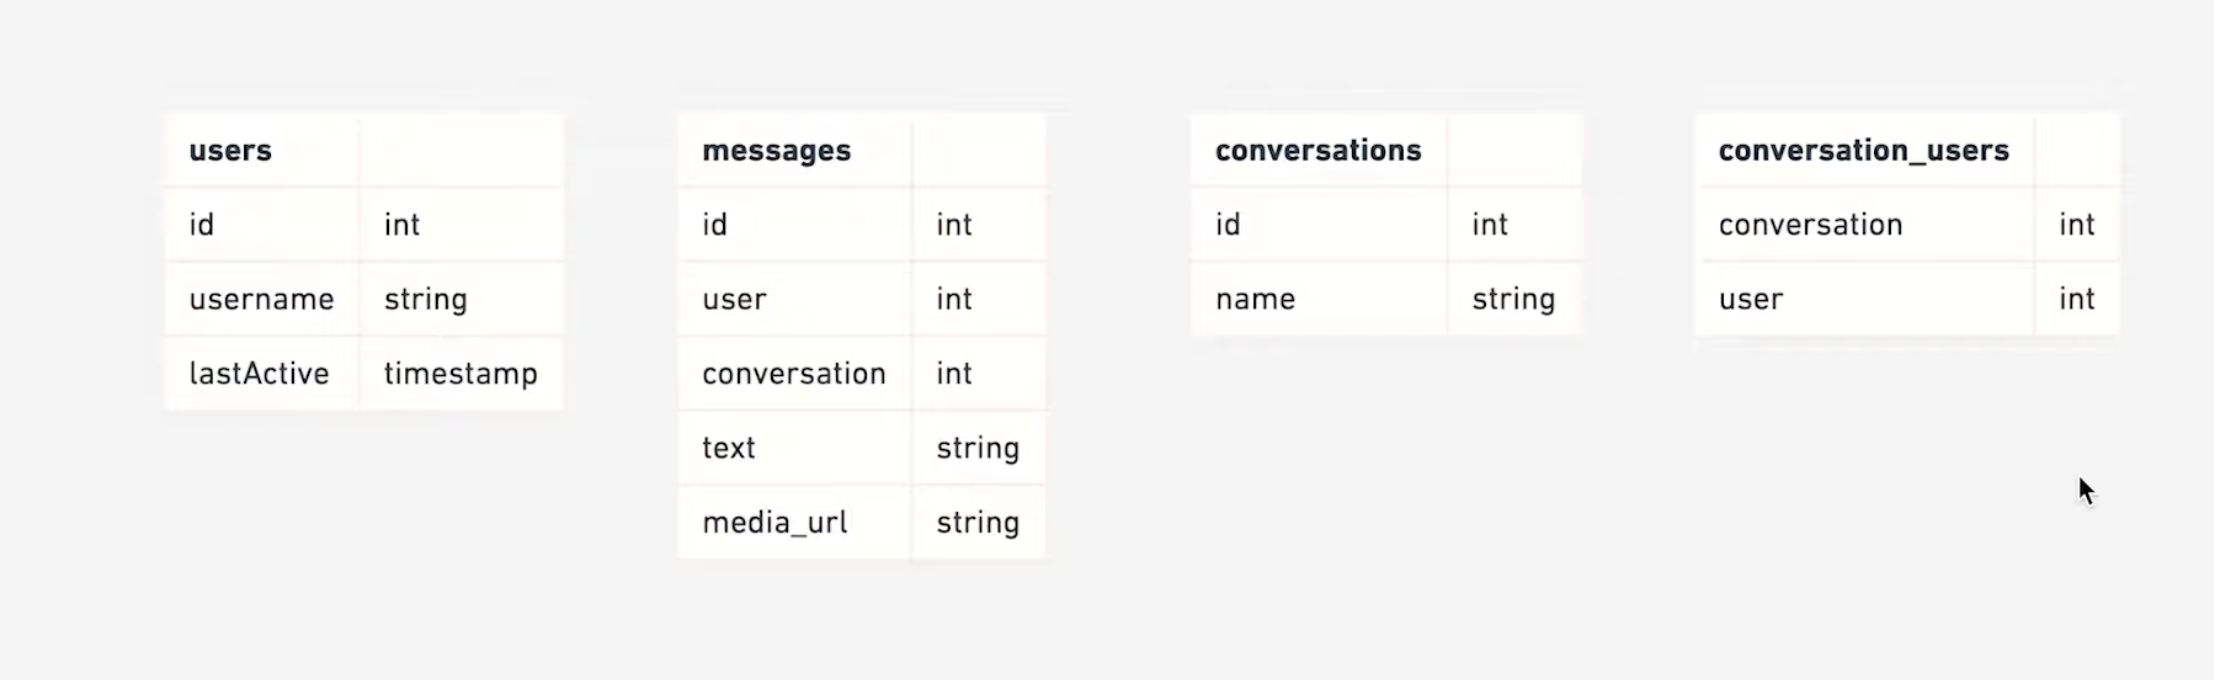 users
id int
username string
lastActive timestamp
messages
id int
user int
conversation int
text string
media_url string
conversations
id int
name string
conversation_users
conversation int
user int